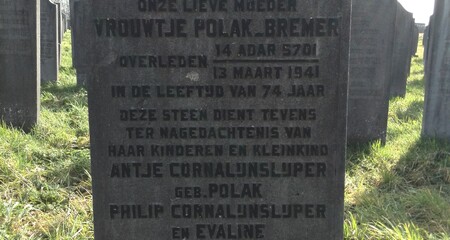 ONZE LIEVE MOEDER
VROUWTJE POLAK-BREMER
OVERLEDEN 14 ADAR 5701
13 MAART 1941
IN DE LEEFTIJD VAN 74 JAAR
DEZE STEEN DIENT TEVENS
TER NAGEDACHTENIS VAN
HAAR KINDEREN EN KLEINKIND
ANTJE CORNALIJNSLIJPER
GEB. POLAK
PHILIP CORNALIJNSLIJPER
EN EVALINE